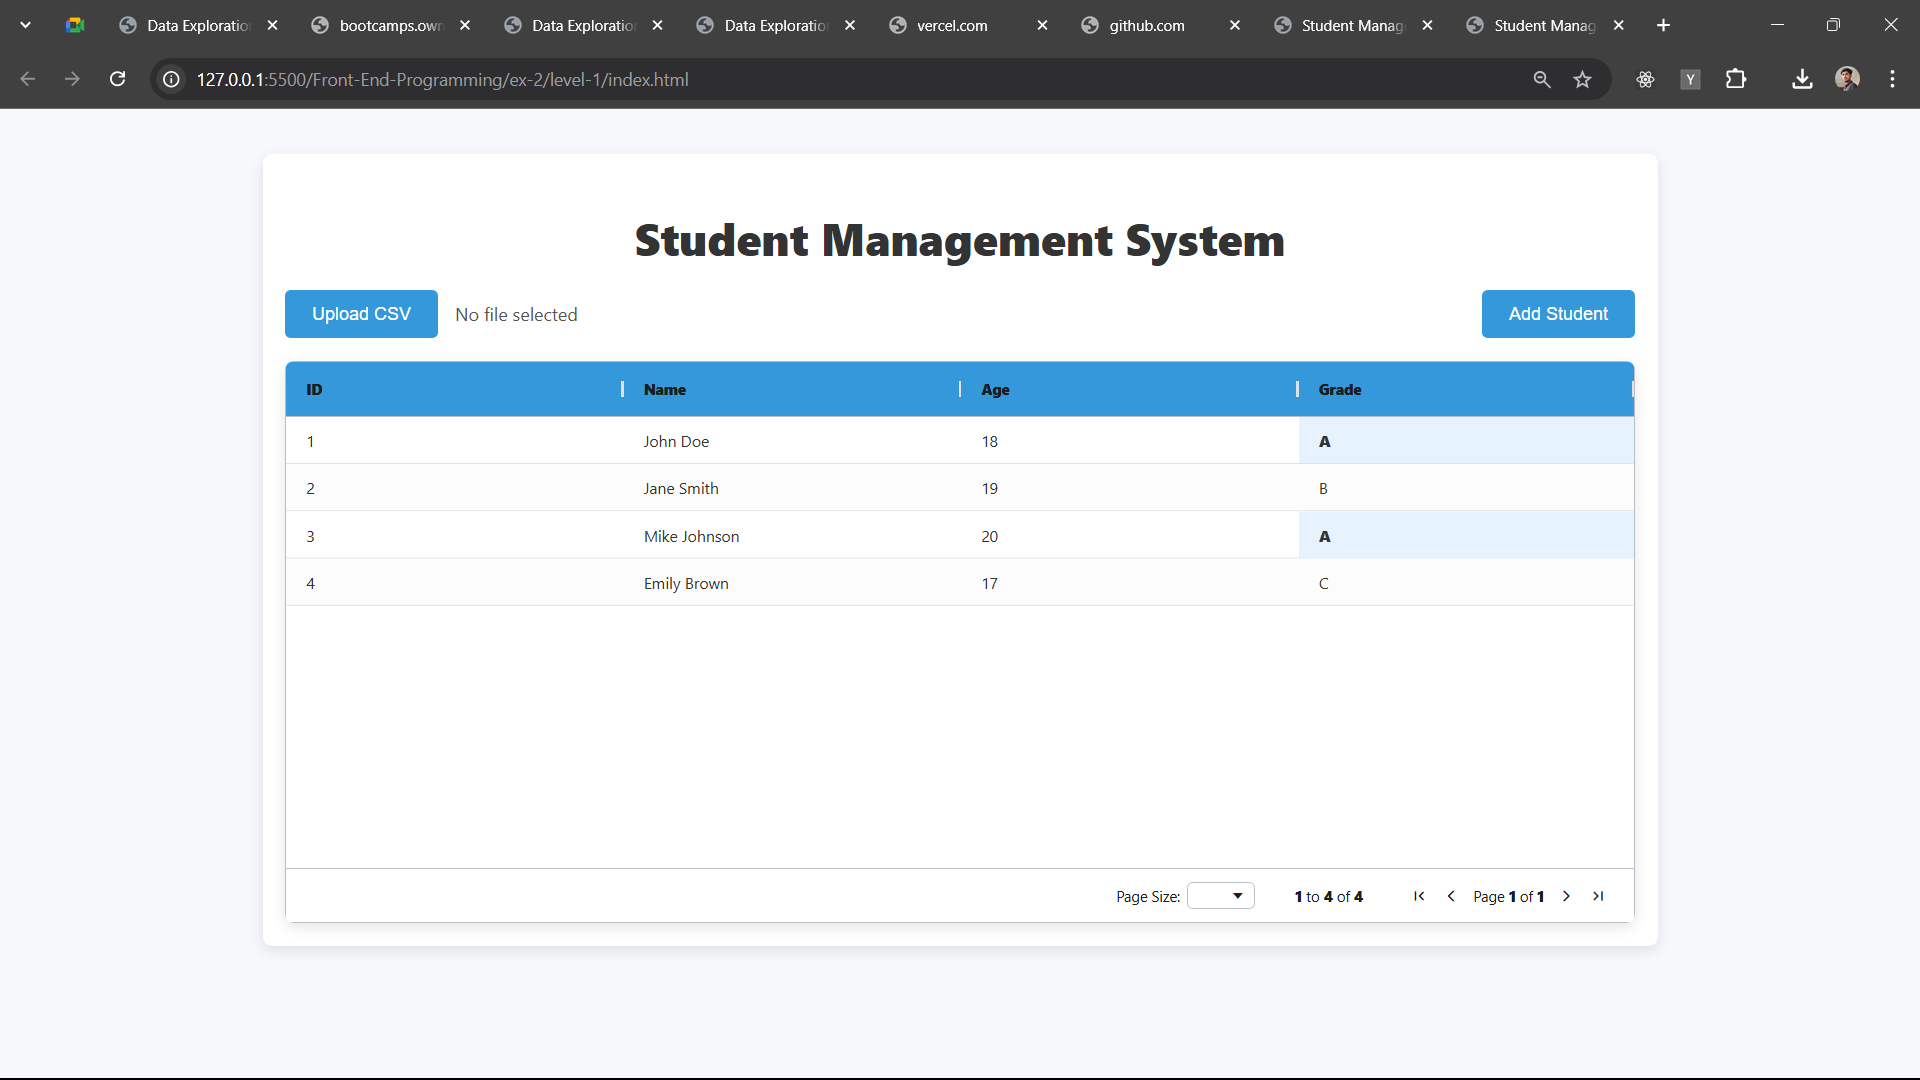 Data Exploratio
bootcamps.own
Data Exploratio
Data Exploratio
vercel.com
github.com
Student Manag
Student Manag
127.0.0.1:5500/Front-End-Programming/ex-2/level-1/index.html
Y
Student Management System
Upload CSV No file selected Add Student
ID Name Age Grade
1 John Doe 18 A
2 Jane Smith 19 B
3 Mike Johnson 20 A
4 Emily Brown 17 C
Page Size: 1 to 4 of 4 Page 1 of 1